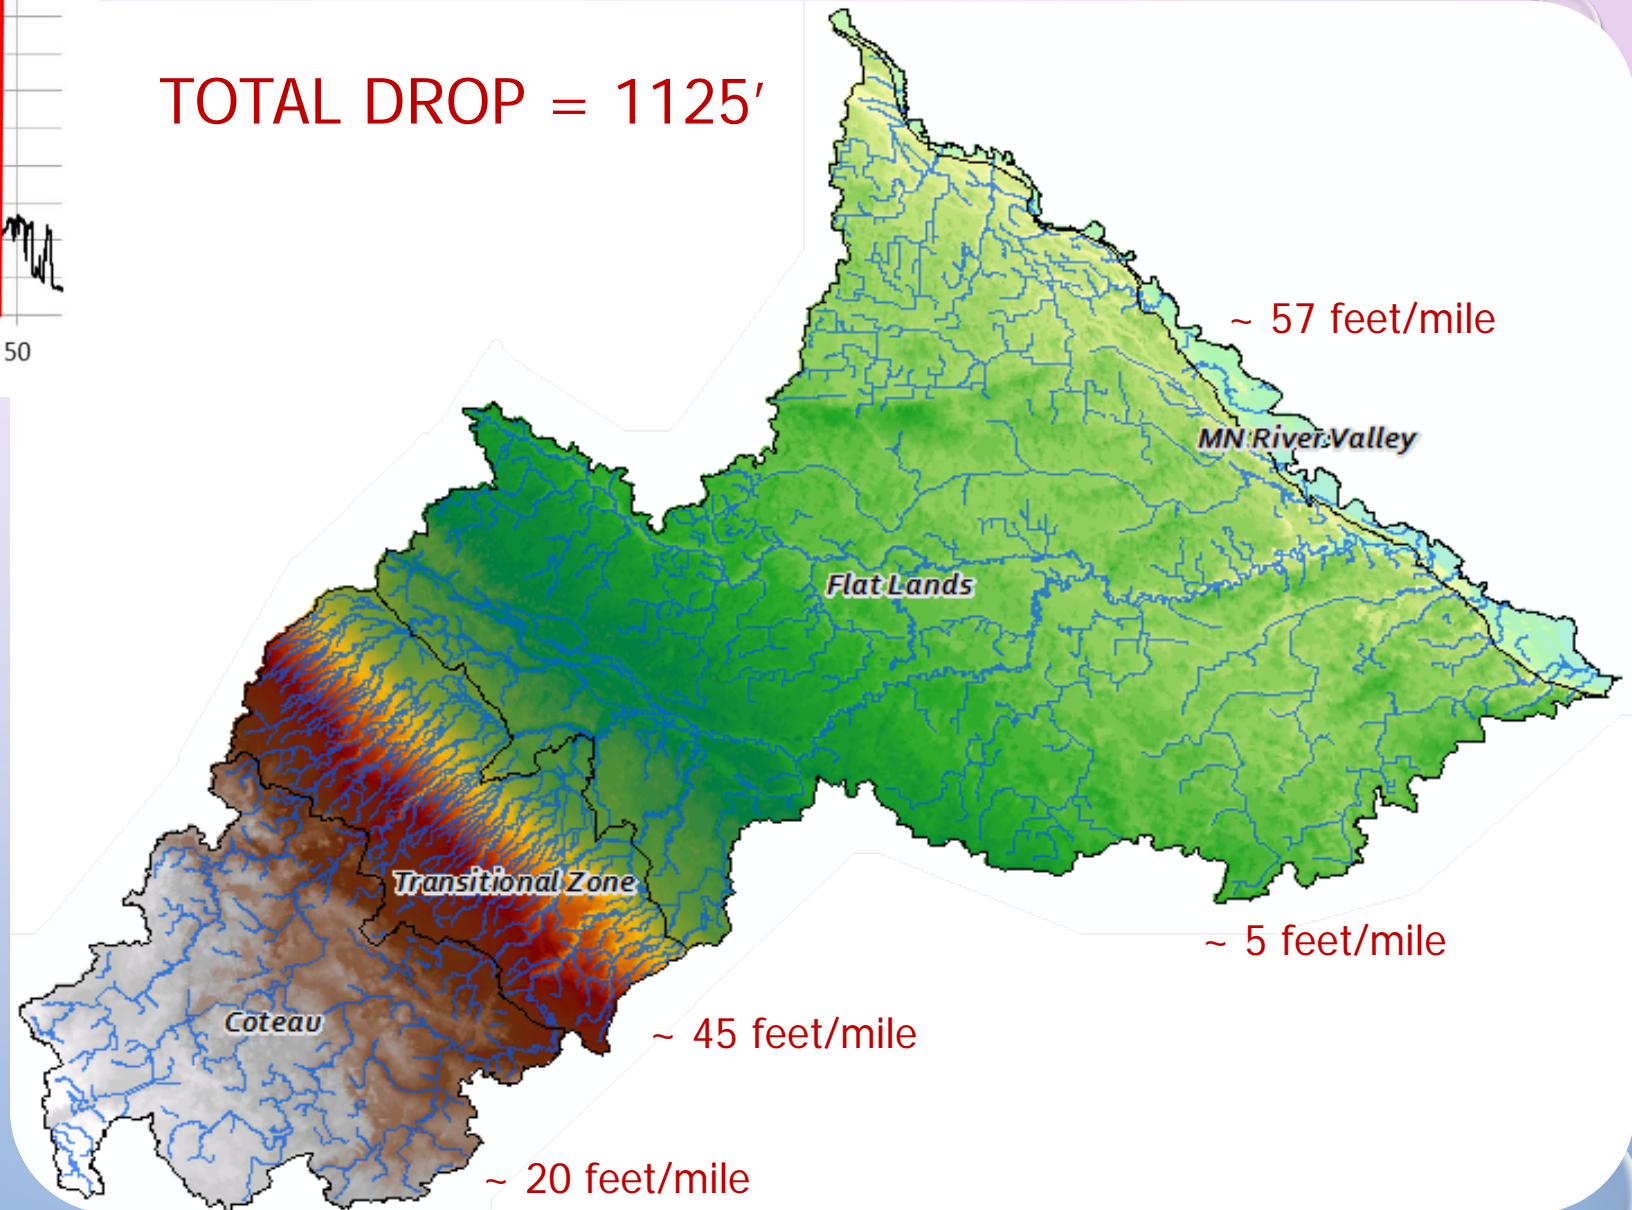 TOTAL DROP = 1125'
50
~ 57 feet/mile
MN River Valley
Flat Lands
Transitional Zone
~ 5 feet/mile
Coteau
~ 45 feet/mile
~ 20 feet/mile